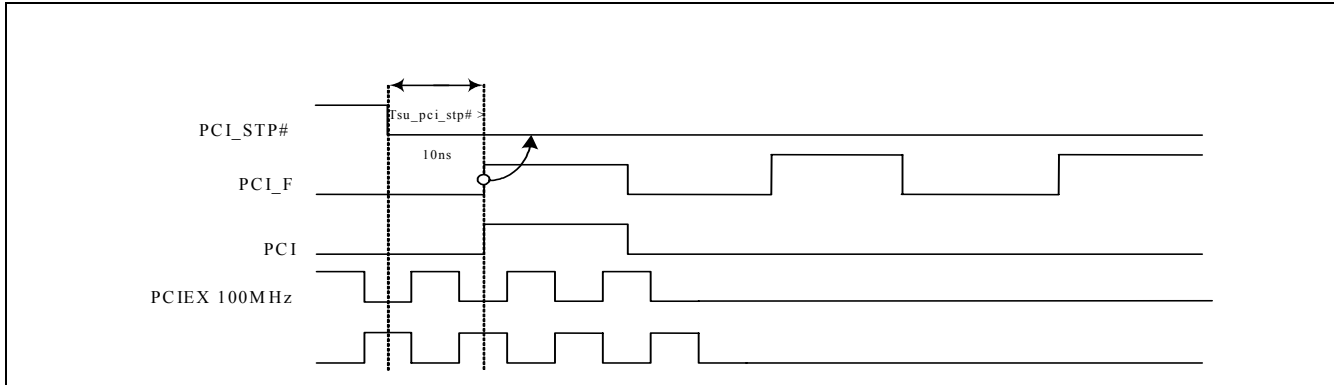 Tsu_pci_stp# >
PCI_STP#
10ns
PCI_F
PCI
PCIEX 100MHz